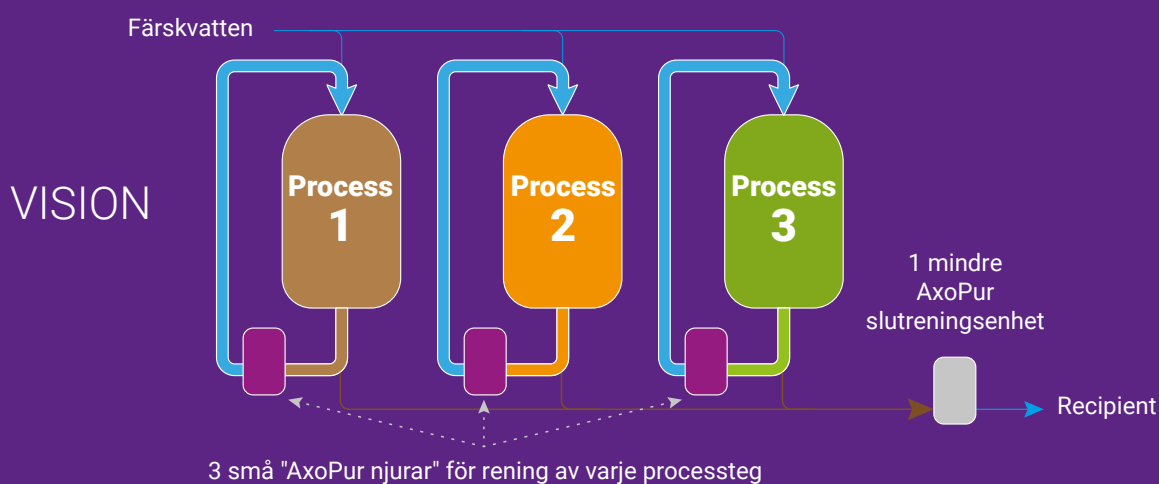 Färskvatten
VISION
Process
1
Process
2
Process
3
1 mindre
AxoPur
slutreningsenhet
Recipient
3 små "AxoPur njurar" för rening av varje processteg